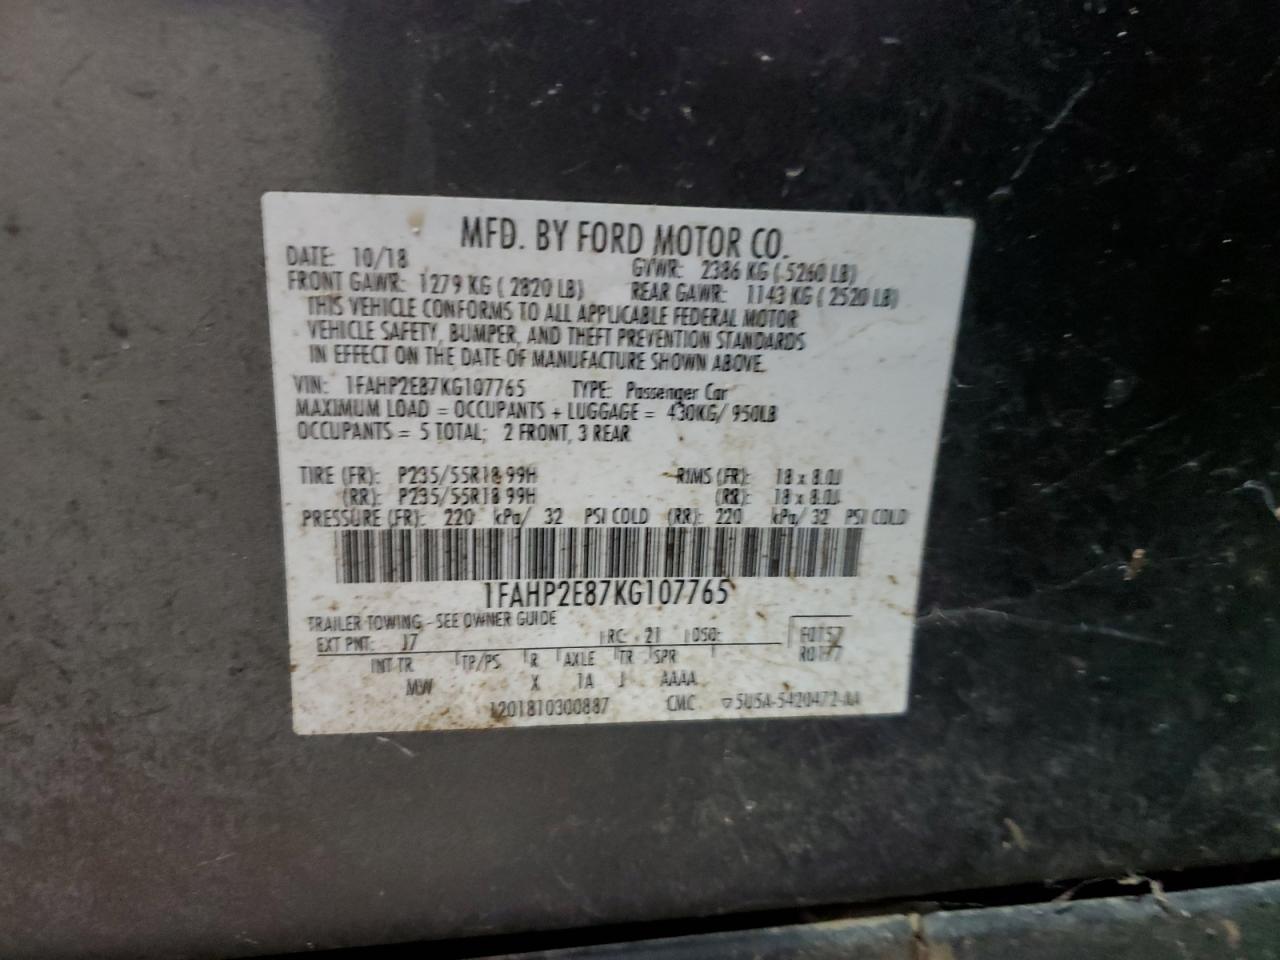 MFD. BY FORD MOTOR CO.
DATE: 10/18 GVWR: 2386 KG ( 5260 LB)
FRONT GAWR: 1279 KG ( 2820 LB) REAR GAWR: 1143 KG ( 2520 LB)
THIS VEHICLE CONFORMS TO ALL APPLICABLE FEDERAL MOTOR
VEHICLE SAFETY, BUMPER, AND THEFT PREVENTION STANDARDS
IN EFFECT ON THE DATE OF MANUFACTURE SHOWN ABOVE.
VIN: 1FAHP2E87KG107765 TYPE: Passenger Car
MAXIMUM LOAD = OCCUPANTS + LUGGAGE = 430KG/ 950LB
OCCUPANTS = 5 TOTAL; 2 FRONT, 3 REAR
TIRE (FR): P235/55R18 99H RIMS (FR): 18 x 8.0J
(RR): P235/55R18 99H (RR): 18 x 8.0J
PRESSURE (FR): 220 kPa/ 32 PSI COLD (RR): 220 kPa/ 32 PSI COLD
1FAHP2E87KG107765
TRAILER TOWING - SEE OWNER GUIDE
EXT PNT: J7 RC: 21 DSO:
INT TR TP/PS R AXLE TR SPR
MW X 1A J AAAA
1201810300887 CMC 5U5A-5420472-AA